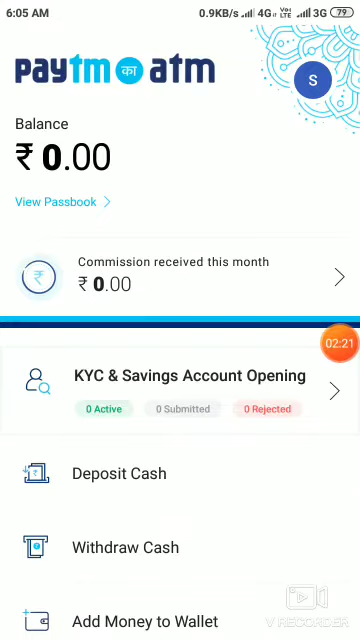 6:05 AM 0.9KB/s 4G Vo LTE 3G 79
paytm का atm
S
Balance
₹ 0.00
View Passbook
Commission received this month
₹ 0.00
02:21
KYC & Savings Account Opening
0 Active 0 Submitted 0 Rejected
Deposit Cash
Withdraw Cash
Add Money to Wallet
V RECORDER